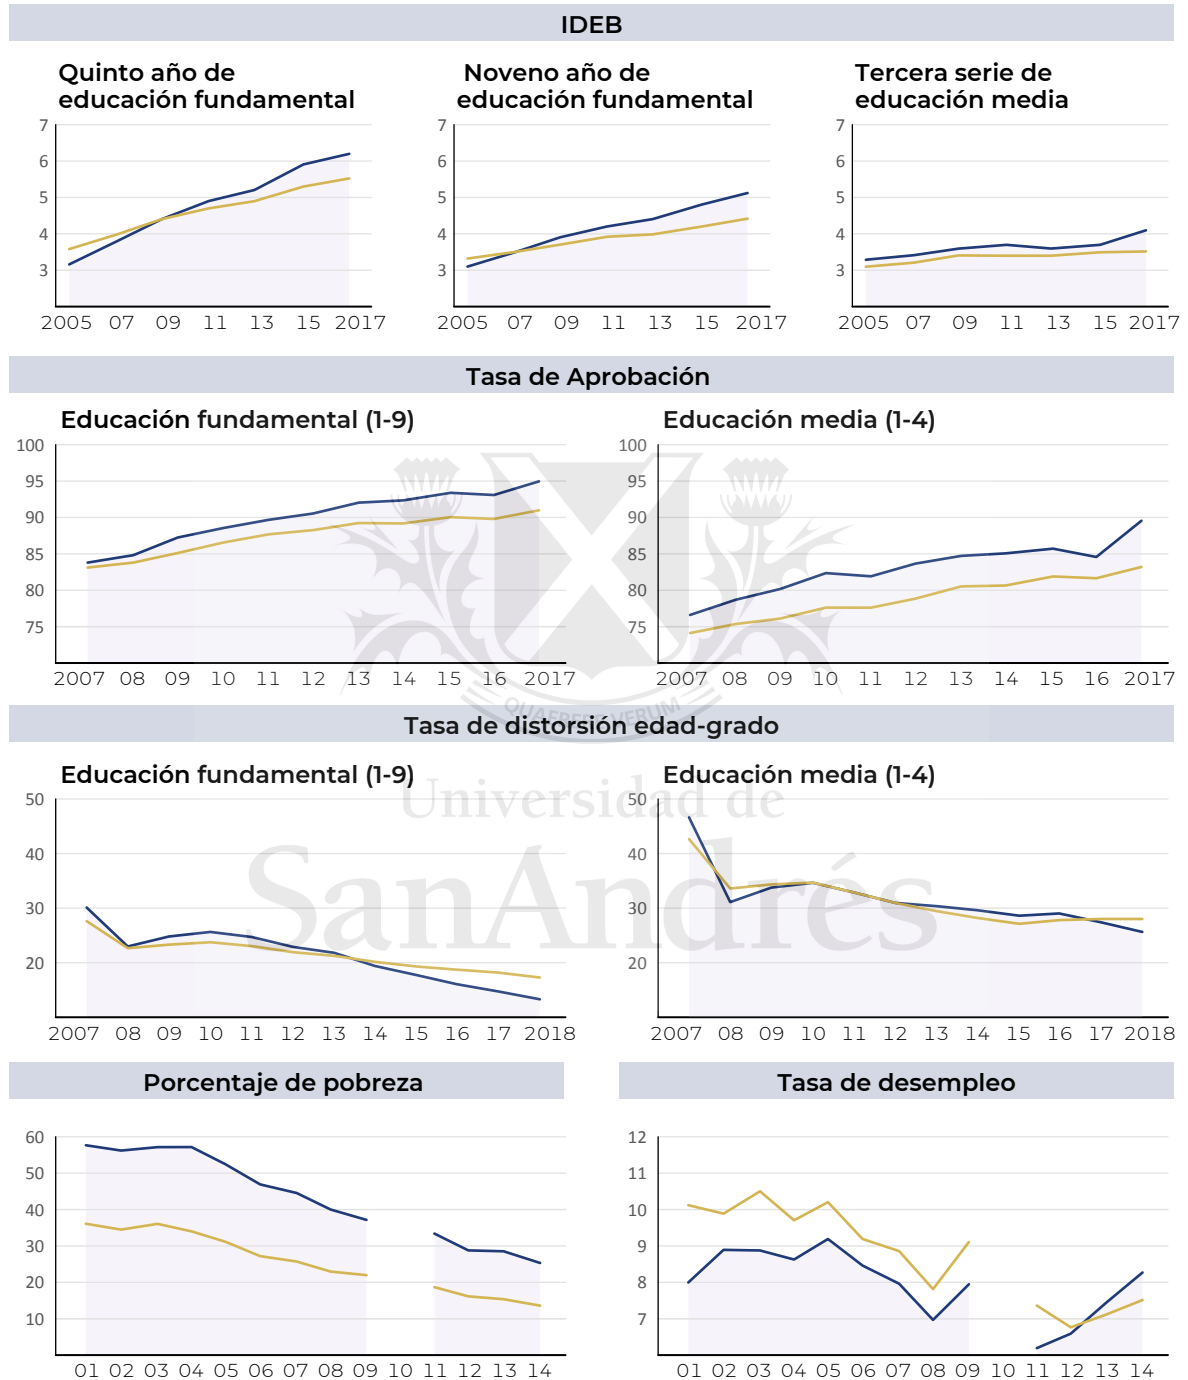 IDEB
Quinto año de
educación fundamental
Noveno año de
educación fundamental
Tercera serie de
educación media
7
6
5
4
3
2005 07 09 11 13 15 2017
7
6
5
4
3
2005 07 09 11 13 15 2017
7
6
5
4
3
2005 07 09 11 13 15 2017
Tasa de Aprobación
Educación fundamental (1-9)
100
95
90
85
80
75
2007 08 09 10 11 12 13 14 15 16 2017
Educación media (1-4)
100
95
90
85
80
75
2007 08 09 10 11 12 13 14 15 16 2017
QUAERERE VERUM
Tasa de distorsión edad-grado
Educación fundamental (1-9)
50
40
30
20
2007 08 09 10 11 12 13 14 15 16 17 2018
Educación media (1-4)
50
40
30
20
2007 08 09 10 11 12 13 14 15 16 17 2018
Universidad de
SanAndrés
Porcentaje de pobreza
60
50
40
30
20
10
01 02 03 04 05 06 07 08 09 10 11 12 13 14
Tasa de desempleo
12
11
10
9
8
7
01 02 03 04 05 06 07 08 09 10 11 12 13 14